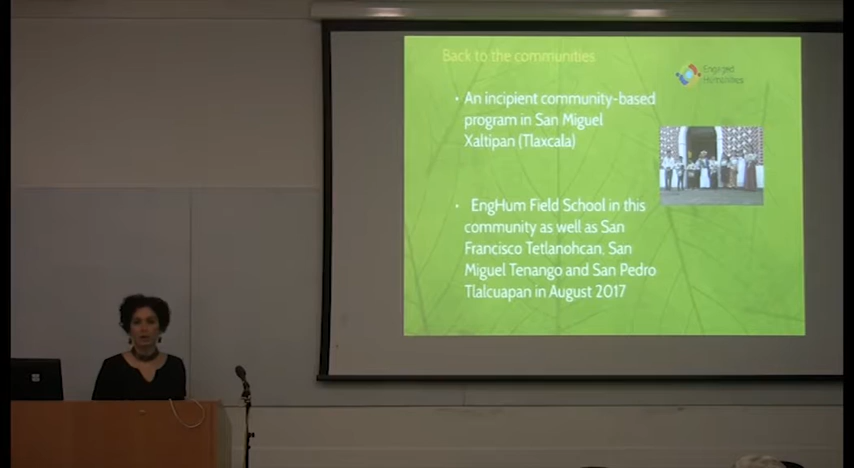 Back to the communities
Engaged
Humanities
• An incipient community-based
program in San Miguel
Xaltipan (Tlaxcala)
• EngHum Field School in this
community as well as San
Francisco Tetlanohcan, San
Miguel Tenango and San Pedro
Tlalcuapan in August 2017